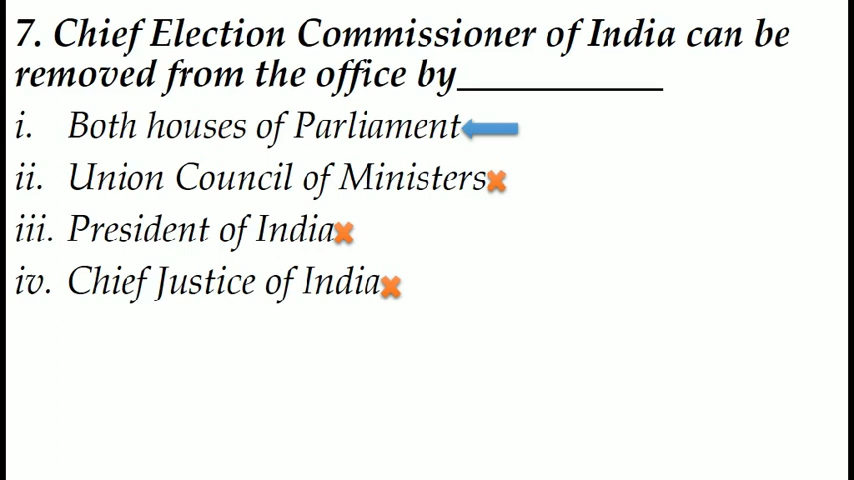 7. Chief Election Commissioner of India can be
removed from the office by____________
i. Both houses of Parliament
ii. Union Council of Ministers
iii. President of India
iv. Chief Justice of India